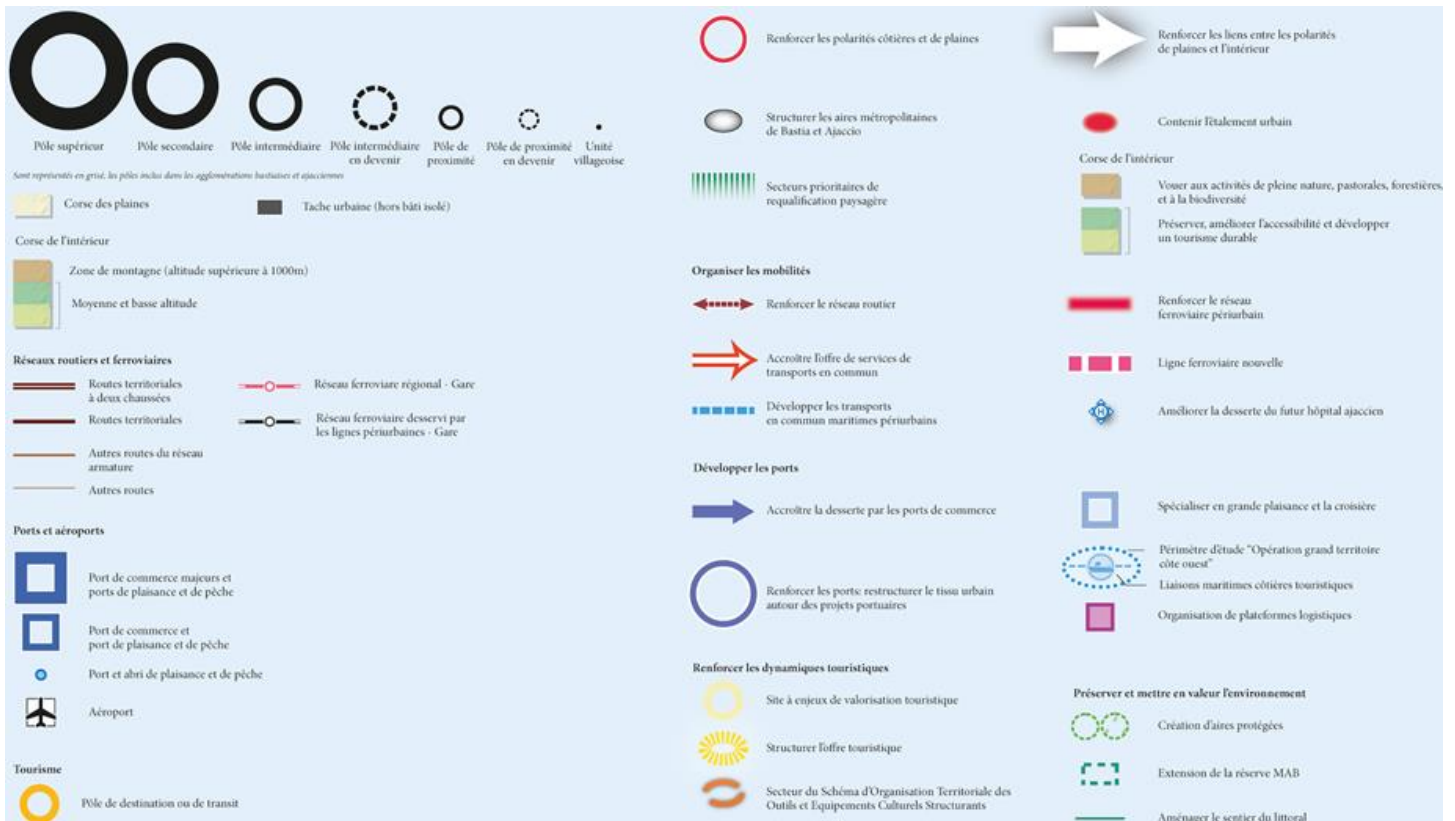 Pôle supérieur
Pôle secondaire
Pôle intermédiaire
Pôle intermédiaire
en devenir
Pôle de
proximité
Pôle de proximité
en devenir
Unité
villageoise
Sont représentés en grisé, les pôles inclus dans les agglomérations bastiaises et ajacciennes
Corse des plaines
Tache urbaine (hors bâti isolé)
Corse de l'intérieur
Zone de montagne (altitude supérieure à 1000m)
Moyenne et basse altitude
Réseaux routiers et ferroviaires
Routes territoriales
à deux chaussées
Routes territoriales
Autres routes du réseau
armature
Autres routes
Réseau ferroviare régional - Gare
Réseau ferroviaire desservi par
les lignes périurbaines - Gare
Ports et aéroports
Port de commerce majeurs et
ports de plaisance et de pêche
Port de commerce et
port de plaisance et de pêche
Port et abri de plaisance et de pêche
Aéroport
Tourisme
Pôle de destination ou de transit
Renforcer les polarités côtières et de plaines
Structurer les aires métropolitaines
de Bastia et Ajaccio
Secteurs prioritaires de
requalification paysagère
Organiser les mobilités
Renforcer le réseau routier
Accroître l'offre de services de
transports en commun
Développer les transports
en commun maritimes périurbains
Développer les ports
Accroître la desserte par les ports de commerce
Renforcer les ports: restructurer le tissu urbain
autour des projets portuaires
Renforcer les dynamiques touristiques
Site à enjeux de valorisation touristique
Structurer l'offre touristique
Secteur du Schéma d'Organisation Territoriale des
Outils et Equipements Culturels Structurants
Renforcer les liens entre les polarités
de plaines et l'intérieur
Contenir l'étalement urbain
Corse de l'intérieur
Vouer aux activités de pleine nature, pastorales, forestières,
et à la biodiversité
Préserver, améliorer l'accessibilité et développer
un tourisme durable
Renforcer le réseau
ferroviaire périurbain
Ligne ferroviaire nouvelle
H
Améliorer la desserte du futur hôpital ajaccien
Spécialiser en grande plaisance et la croisière
Périmètre d'étude "Opération grand territoire
côte ouest"
Liaisons maritimes côtières touristiques
Organisation de plateformes logistiques
Préserver et mettre en valeur l'environnement
Création d'aires protégées
Extension de la réserve MAB
Aménager le sentier du littoral